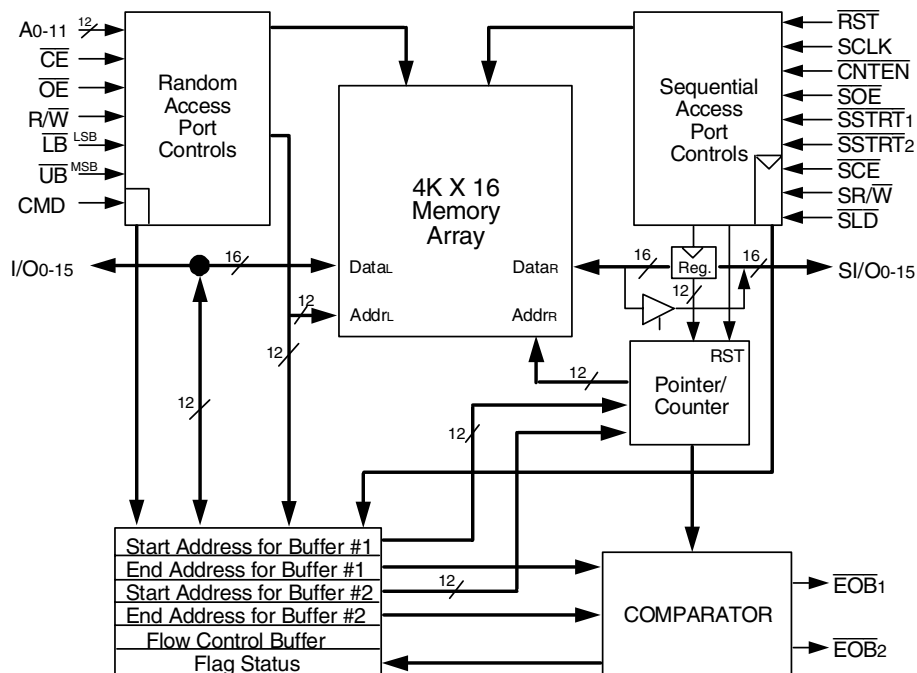 A0-11
12
CE
OE
R/W
LB LSB
UB MSB
CMD
Random
Access
Port
Controls
4K X 16
Memory
Array
Sequential
Access
Port
Controls
RST
SCLK
CNTEN
SOE
SSTRT1
SSTRT2
SCE
SR/W
SLD
I/O0-15
16
DataL
DataR
16
Reg.
16
SI/O0-15
12
AddrL
AddrR
12
12
12
RST
Pointer/
Counter
12
12
12
Start Address for Buffer #1
End Address for Buffer #1
Start Address for Buffer #2
End Address for Buffer #2
Flow Control Buffer
Flag Status
12
COMPARATOR
EOB1
EOB2